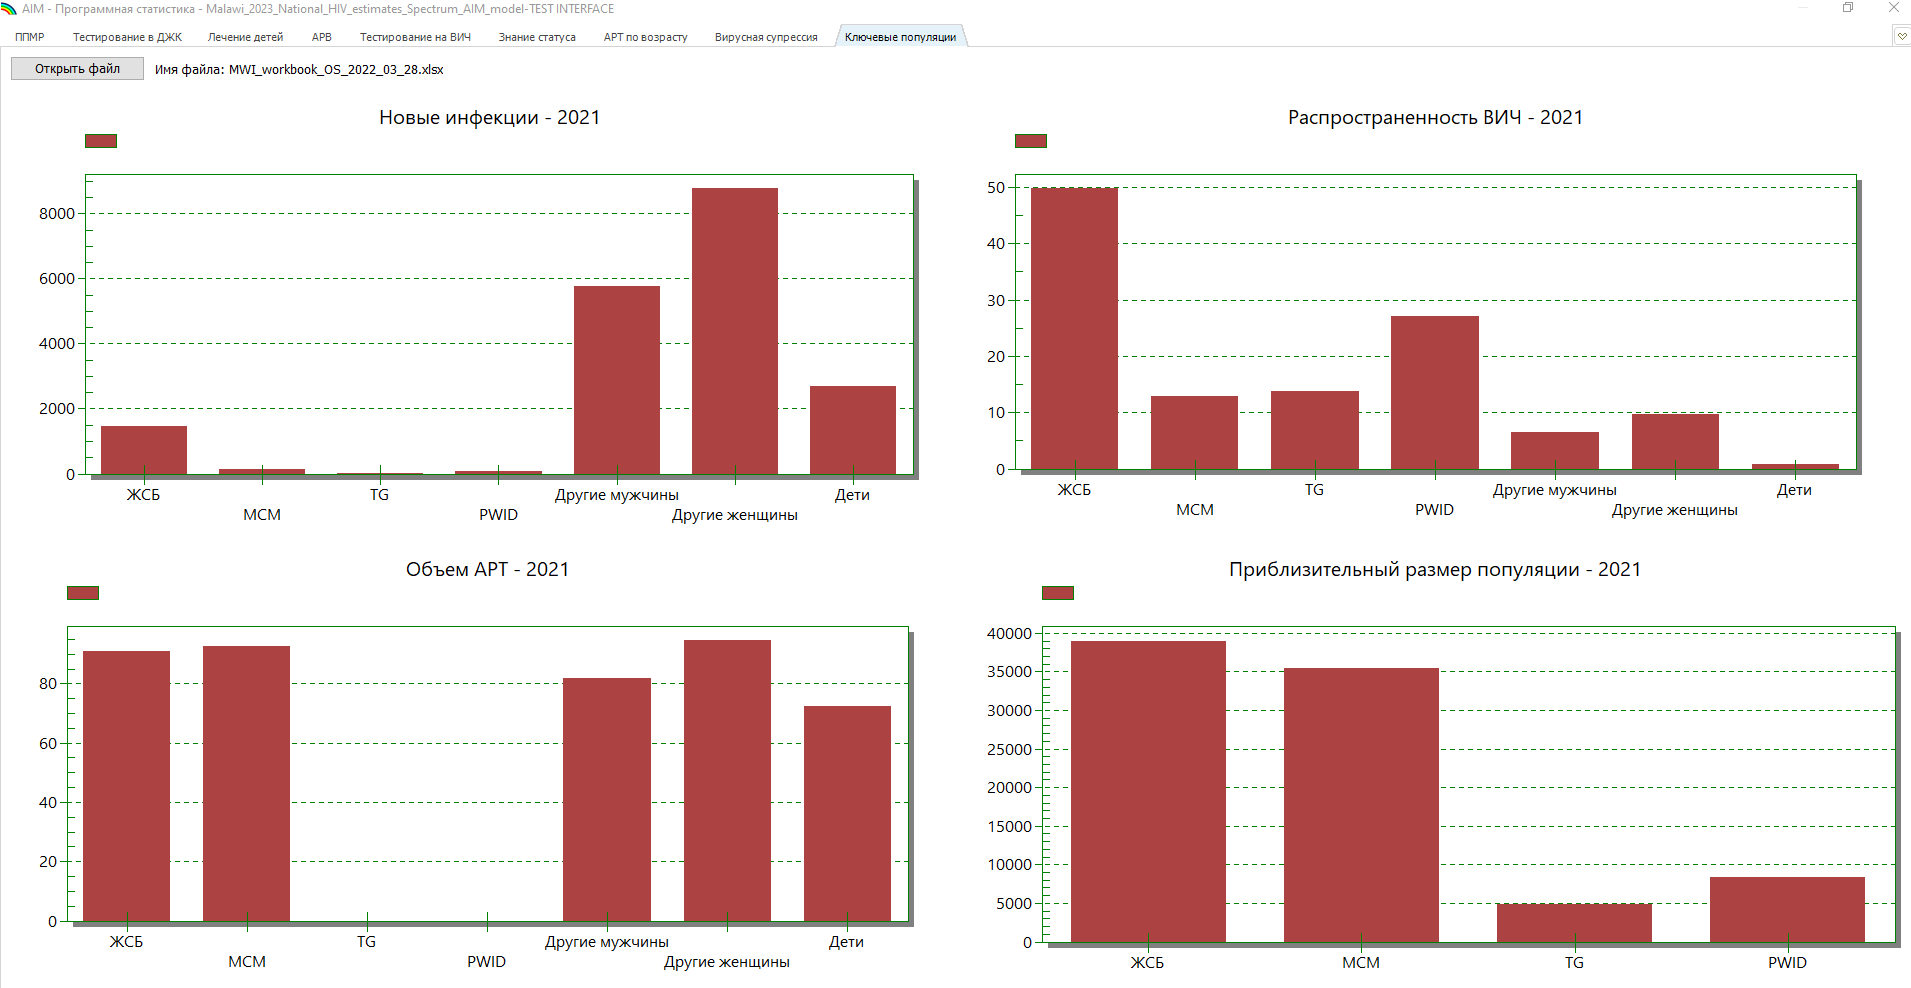 AIM - Программная статистика - Malawi_2023_National_HIV_estimates_Spectrum_AIM_model-TEST INTERFACE
ППМР Тестирование в ДЖК Лечение детей АРВ Тестирование на ВИЧ Знание статуса АРТ по возрасту Вирусная супрессия Ключевые популяции
Открыть файл Имя файла: MWI_workbook_OS_2022_03_28.xlsx
Новые инфекции - 2021
8000
6000
4000
2000
0
ЖСБ TG Другие мужчины Дети
МСМ PWID Другие женщины
Распространенность ВИЧ - 2021
50
40
30
20
10
0
ЖСБ TG Другие мужчины Дети
МСМ PWID Другие женщины
Объем АРТ - 2021
80
60
40
20
0
ЖСБ TG Другие мужчины Дети
МСМ PWID Другие женщины
Приблизительный размер популяции - 2021
40000
35000
30000
25000
20000
15000
10000
5000
0
ЖСБ МСМ TG PWID